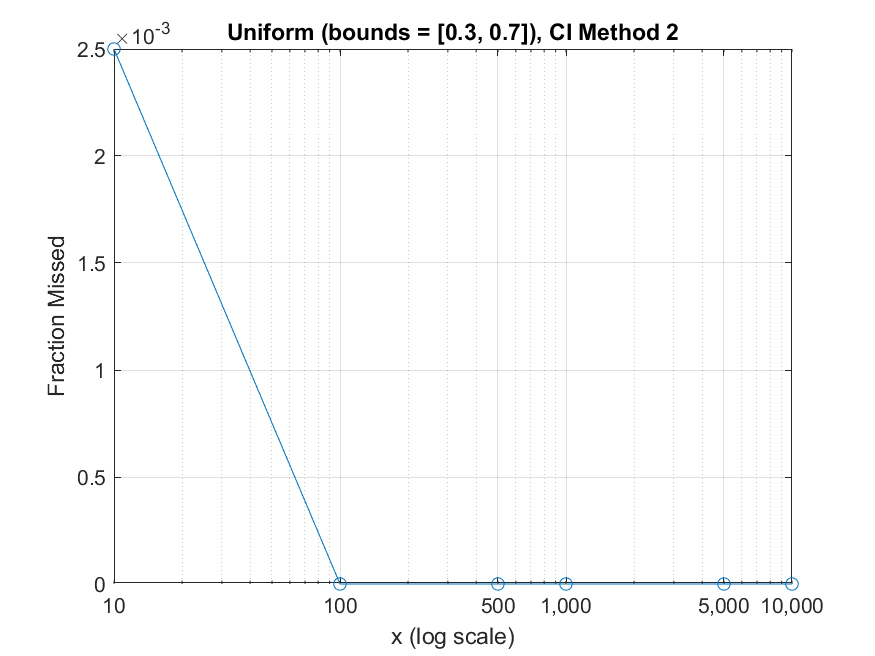 Uniform (bounds = [0.3, 0.7]), CI Method 2
×10-3
2.5
2
1.5
1
0.5
0
Fraction Missed
10 100 500 1,000 5,000 10,000
x (log scale)